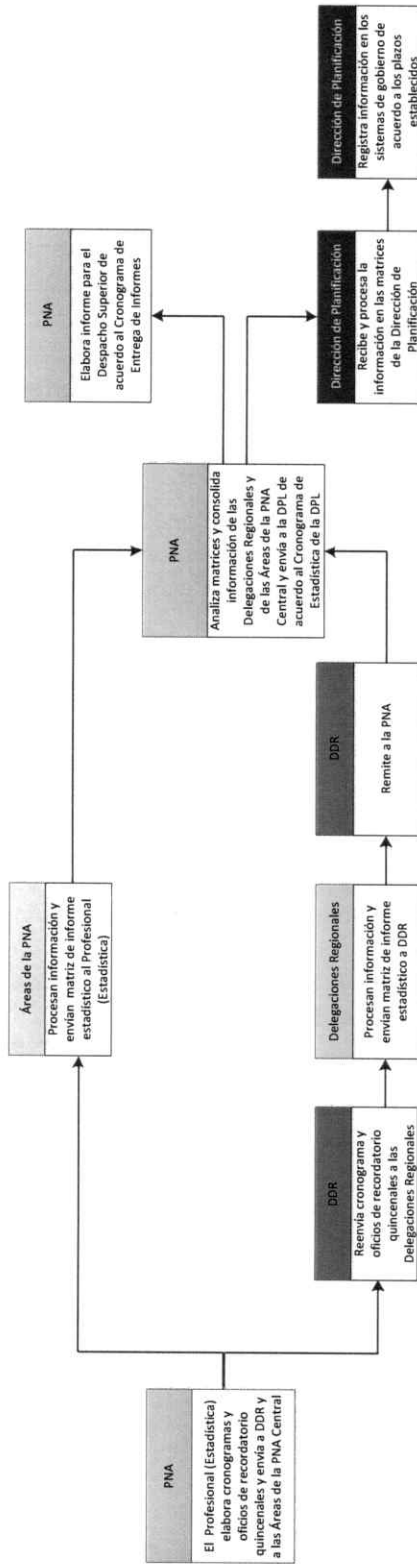 PNA
El Profesional (Estadística)
elabora cronogramas y
oficios de recordatorio
quincenales y envía a DDR y
a las Áreas de la PNA Central
Áreas de la PNA
Procesan información y
envían matriz de informe
estadístico al Profesional
(Estadística)
DDR
Reenvía cronograma y
oficios de recordatorio
quincenales a las
Delegaciones Regionales
Delegaciones Regionales
Procesan información y
envían matriz de informe
estadístico a DDR
DDR
Remite a la PNA
PNA
Analiza matrices y consolida
información de las
Delegaciones Regionales y
de las Áreas de la PNA
Central y envía a la DPL de
acuerdo al Cronograma de
Estadística de la DPL
PNA
Elabora informe para el
Despacho Superior de
acuerdo al Cronograma de
Entrega de Informes
Dirección de Planificación
Recibe y procesa la
información en las matrices
de la Dirección de
Planificación
Dirección de Planificación
Registra información en los
sistemas de gobierno de
acuerdo a los plazos
establecidos